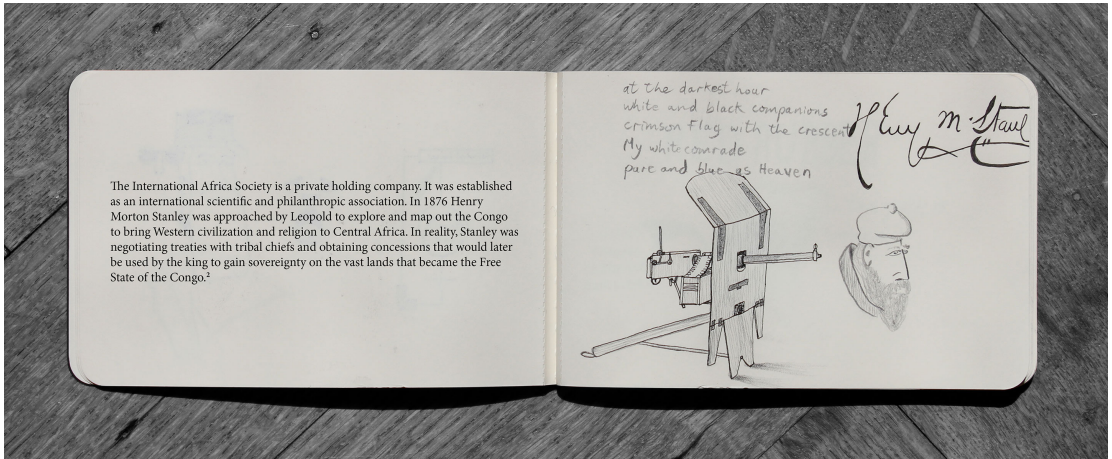 The International Africa Society is a private holding company. It was established
as an international scientific and philanthropic association. In 1876 Henry
Morton Stanley was approached by Leopold to explore and map out the Congo
to bring Western civilization and religion to Central Africa. In reality, Stanley was
negotiating treaties with tribal chiefs and obtaining concessions that would later
be used by the king to gain sovereignty on the vast lands that became the Free
State of the Congo.²
at the darkest hour
white and black companions
crimson flag with the crescent
My white comrade
pure and blue as Heaven
Henry M. Stanl